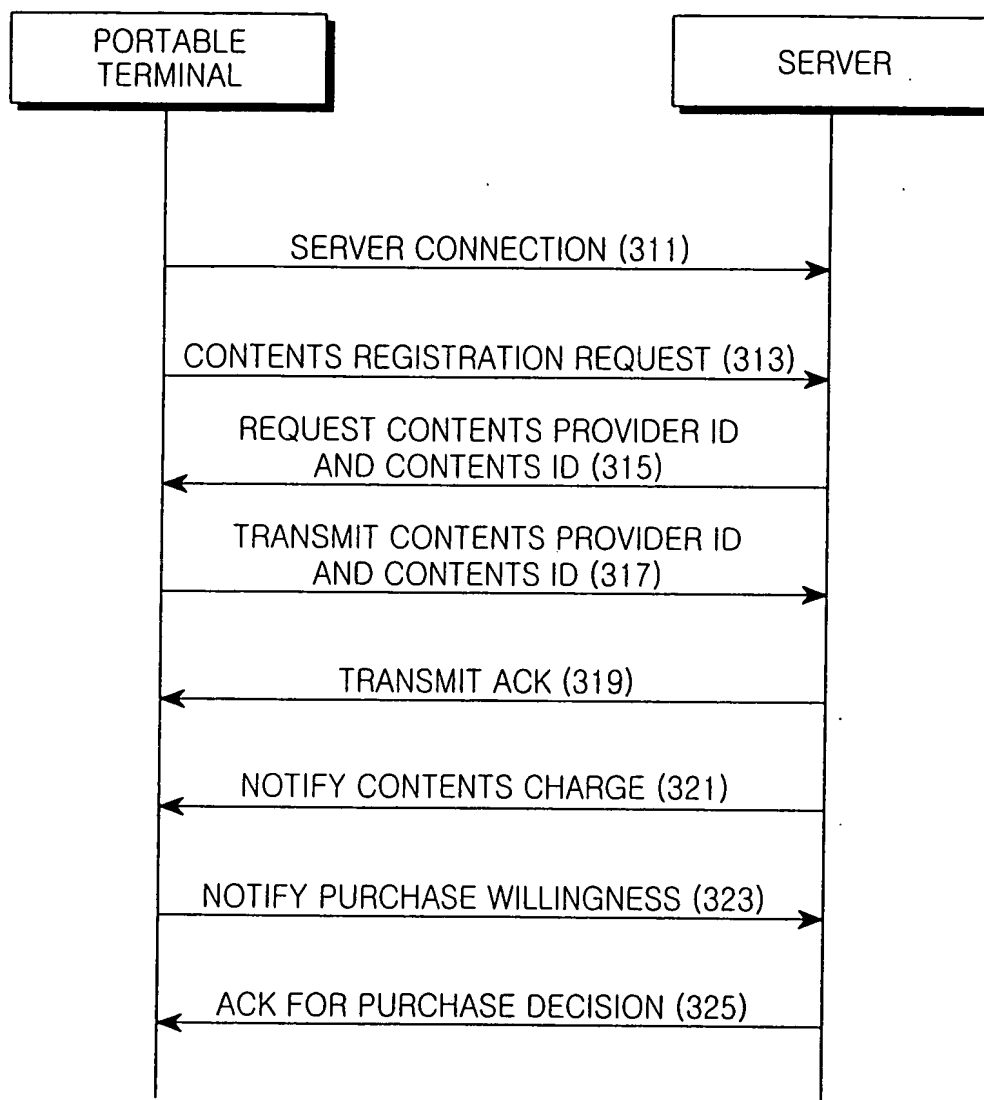 PORTABLE
TERMINAL
SERVER
SERVER CONNECTION (311)
CONTENTS REGISTRATION REQUEST (313)
REQUEST CONTENTS PROVIDER ID
AND CONTENTS ID (315)
TRANSMIT CONTENTS PROVIDER ID
AND CONTENTS ID (317)
TRANSMIT ACK (319)
NOTIFY CONTENTS CHARGE (321)
NOTIFY PURCHASE WILLINGNESS (323)
ACK FOR PURCHASE DECISION (325)